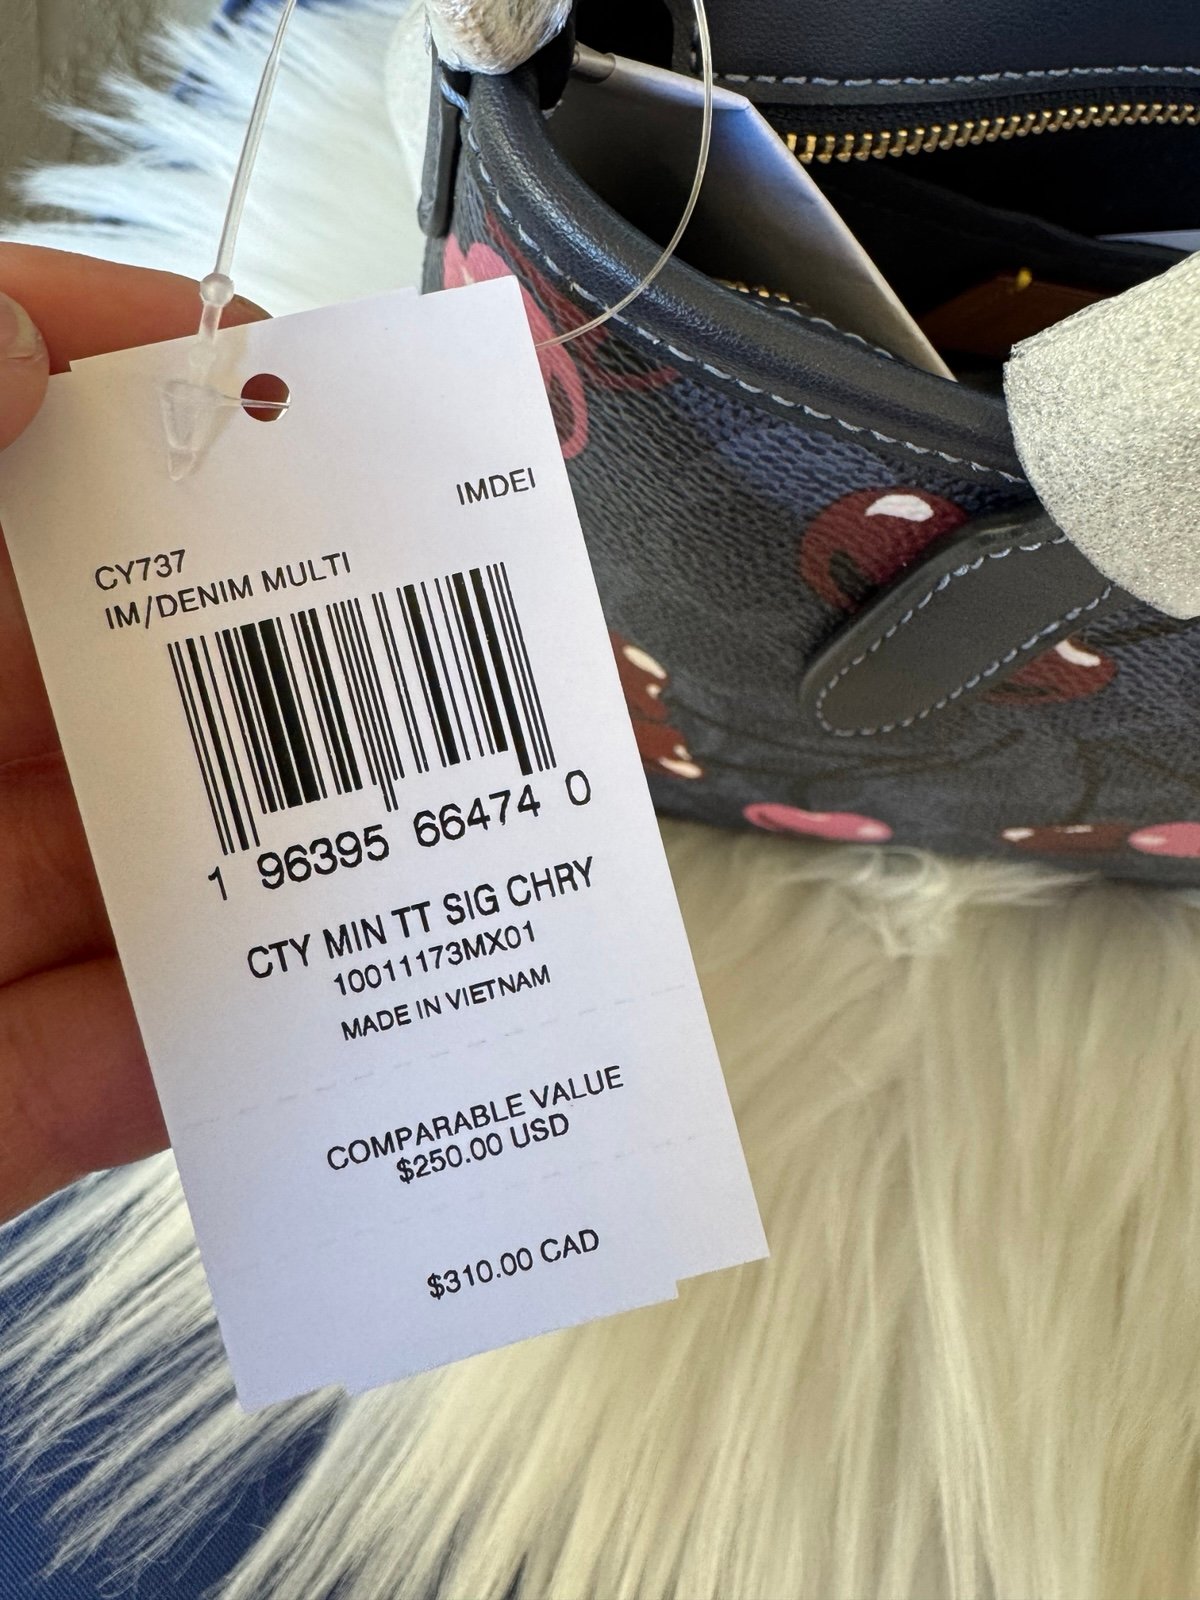 IMDEI
CY737
IM/DENIM MULTI
1 96395 66474 0
CTY MIN TT SIG CHRY
10011173MX01
MADE IN VIETNAM
COMPARABLE VALUE
$250.00 USD
$310.00 CAD